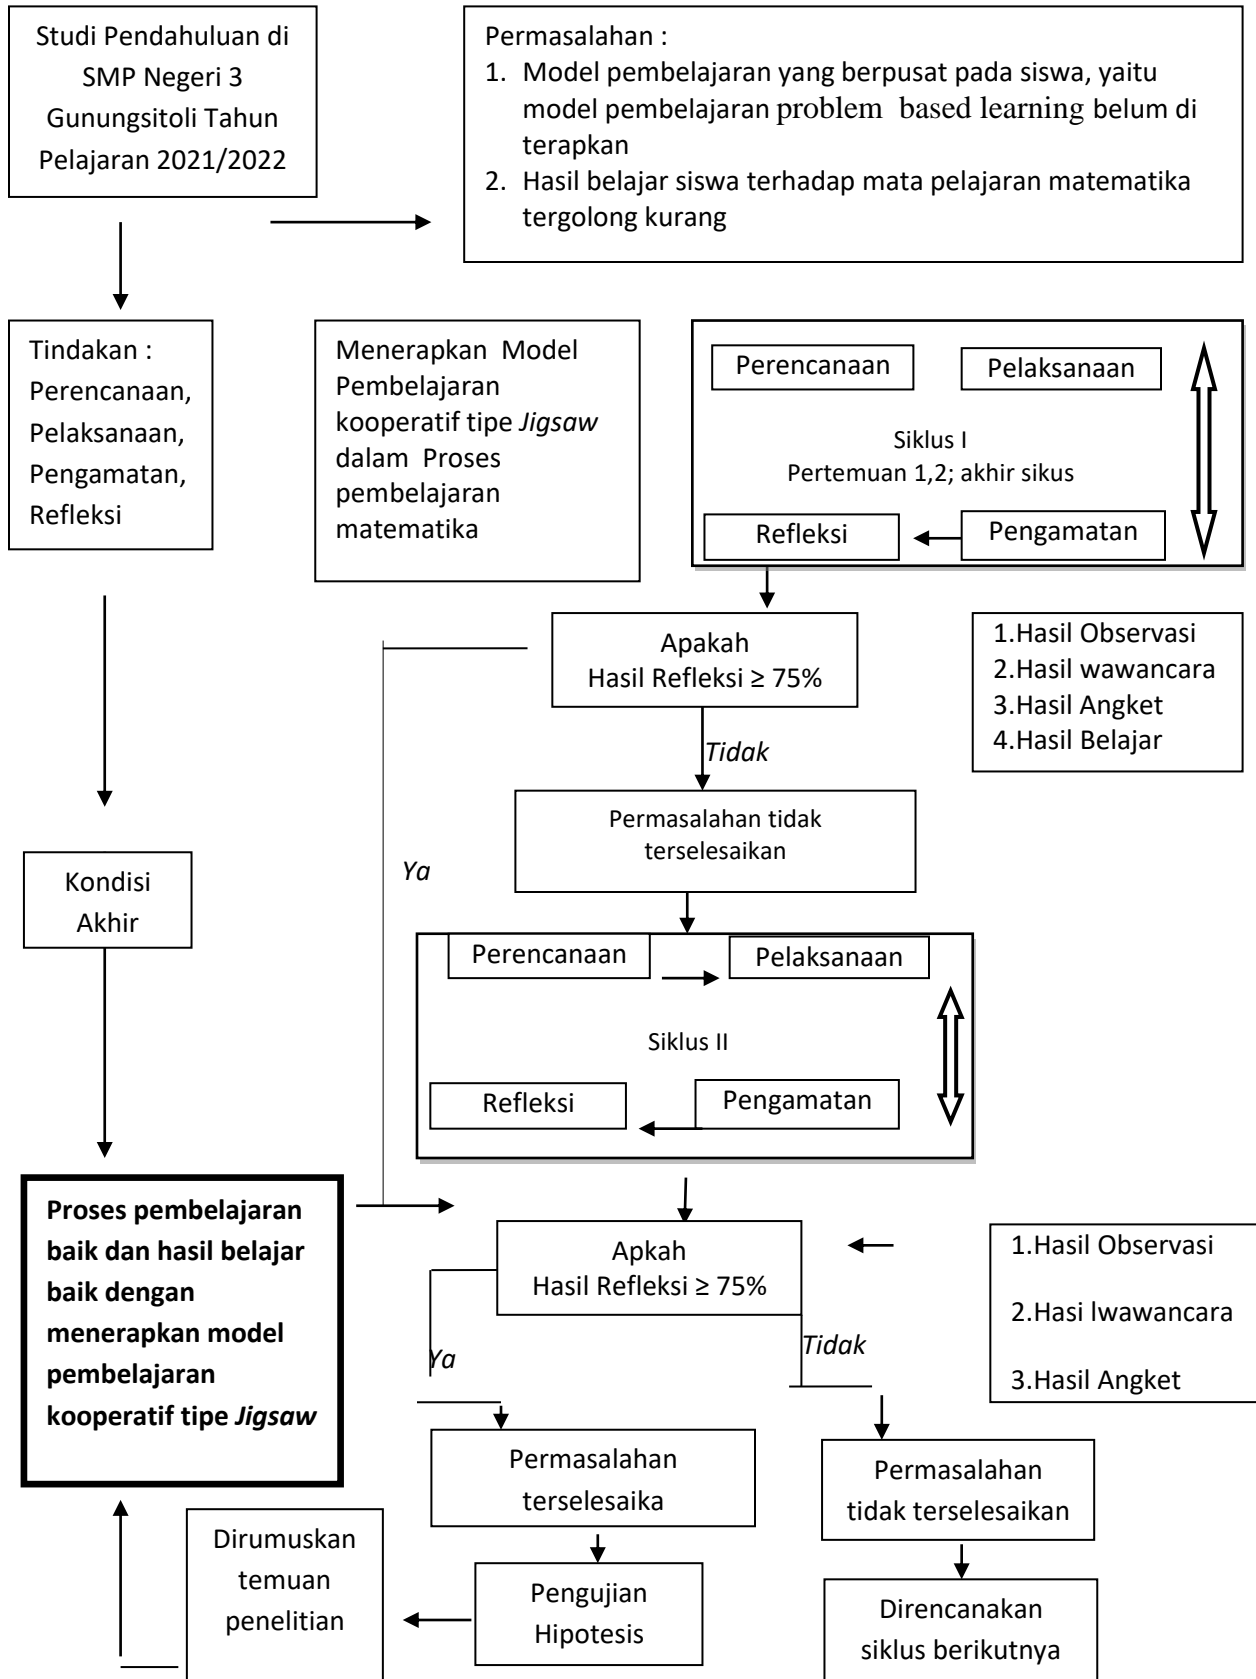 Studi Pendahuluan di
SMP Negeri 3
Gunungsitoli Tahun
Pelajaran 2021/2022
Permasalahan :
1. Model pembelajaran yang berpusat pada siswa, yaitu
model pembelajaran problem based learning belum di
terapkan
2. Hasil belajar siswa terhadap mata pelajaran matematika
tergolong kurang
Tindakan :
Perencanaan,
Pelaksanaan,
Pengamatan,
Refleksi
Menerapkan Model
Pembelajaran
kooperatif tipe Jigsaw
dalam Proses
pembelajaran
matematika
Perencanaan
Pelaksanaan
Siklus I
Pertemuan 1,2; akhir sikus
Refleksi
Pengamatan
Apakah
Hasil Refleksi ≥ 75%
1.Hasil Observasi
2.Hasil wawancara
3.Hasil Angket
4.Hasil Belajar
Tidak
Permasalahan tidak
terselesaikan
Ya
Kondisi
Akhir
Perencanaan
Pelaksanaan
Siklus II
Refleksi
Pengamatan
Proses pembelajaran
baik dan hasil belajar
baik dengan
menerapkan model
pembelajaran
kooperatif tipe Jigsaw
Apkah
Hasil Refleksi ≥ 75%
1.Hasil Observasi
2.Hasi lwawancara
3.Hasil Angket
Ya
Tidak
Permasalahan
terselesaika
Permasalahan
tidak terselesaikan
Dirumuskan
temuan
penelitian
Pengujian
Hipotesis
Direncanakan
siklus berikutnya